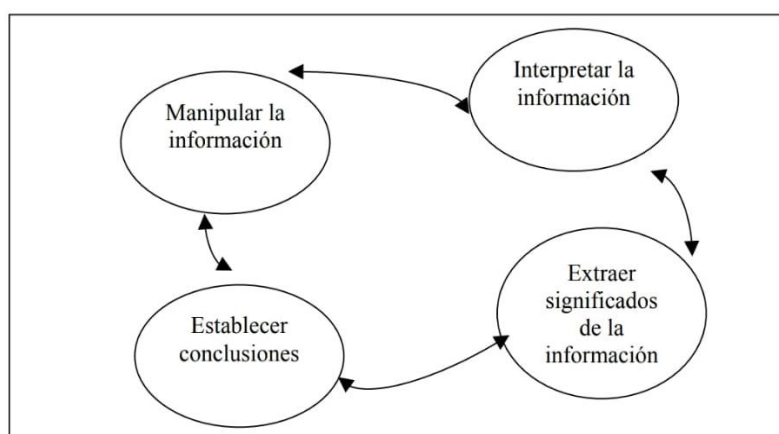 Manipular la
información
Interpretar la
información
Extraer
significados
de la
información
Establecer
conclusiones